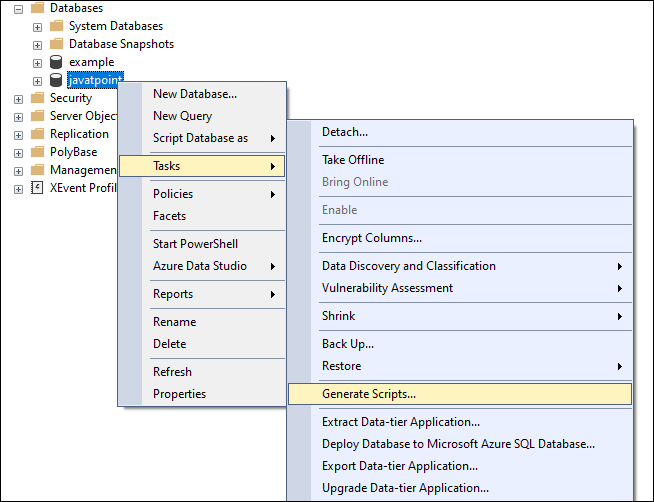 Databases
System Databases
Database Snapshots
example
javatpoint
Security
Server Objec
Replication
PolyBase
Managemen
XEvent Profil
New Database...
New Query
Script Database as
Tasks
Policies
Facets
Start PowerShell
Azure Data Studio
Reports
Rename
Delete
Refresh
Properties
Detach...
Take Offline
Bring Online
Enable
Encrypt Columns...
Data Discovery and Classification
Vulnerability Assessment
Shrink
Back Up...
Restore
Generate Scripts...
Extract Data-tier Application...
Deploy Database to Microsoft Azure SQL Database...
Export Data-tier Application...
Upgrade Data-tier Application...